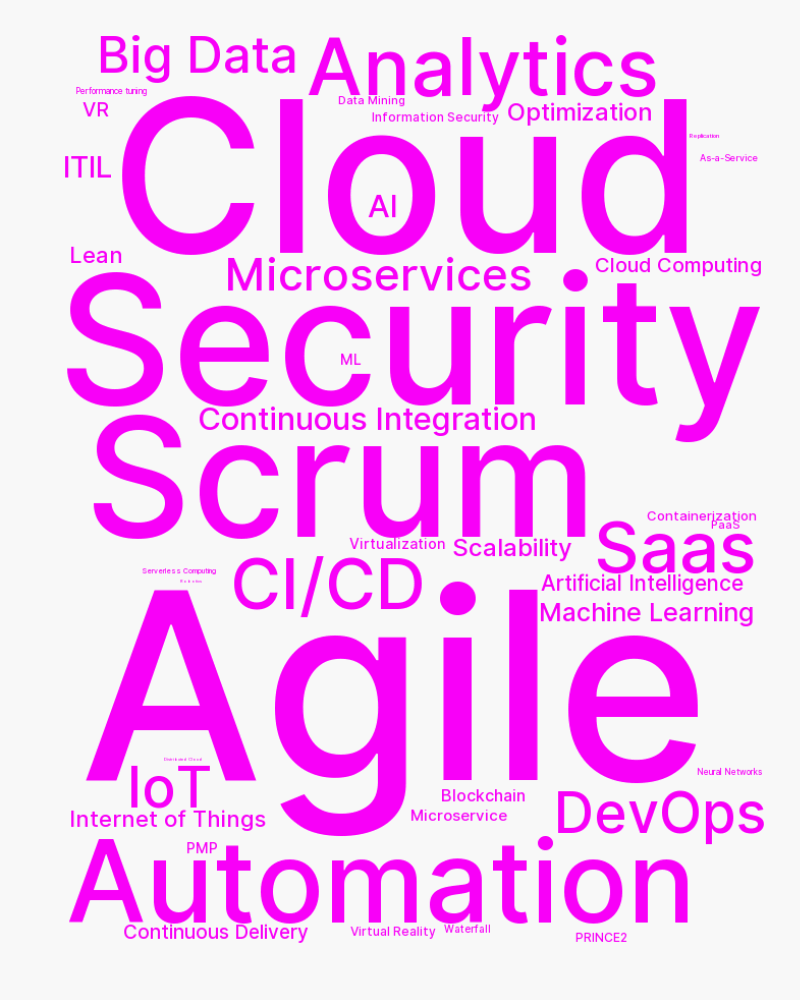 Big Data
Analytics
Performance tuning
VR
Data Mining
Information Security
Optimization
Replication
As-a-Service
ITIL
Cloud
AI
Lean
Microservices
Cloud Computing
Security
ML
Continuous Integration
Scrum
Containerization
PaaS
Saas
Virtualization
Scalability
Serverless Computing
CI/CD
Artificial Intelligence
Machine Learning
Agile
IoT
Neural Networks
Blockchain
DevOps
Internet of Things
Microservice
PMP
Automation
Continuous Delivery
Virtual Reality
Waterfall
PRINCE2